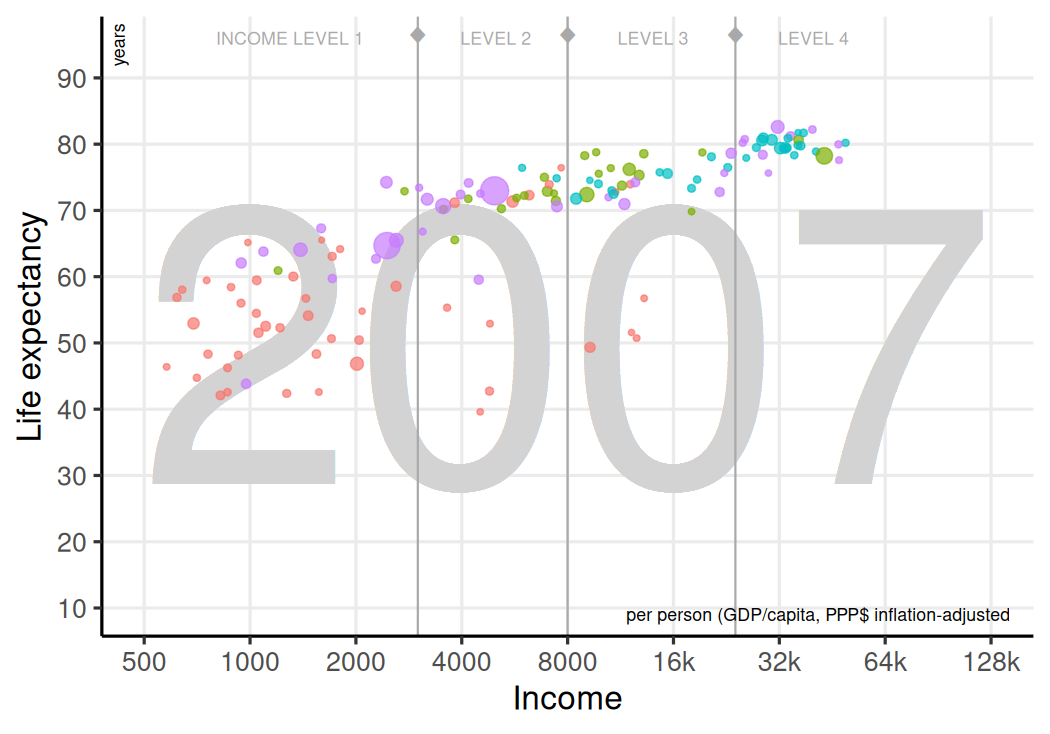 years
INCOME LEVEL 1 LEVEL 2 LEVEL 3 LEVEL 4
90
80
70
60
50
40
30
20
10
Life expectancy
2007
per person (GDP/capita, PPP$ inflation-adjusted
500 1000 2000 4000 8000 16k 32k 64k 128k
Income